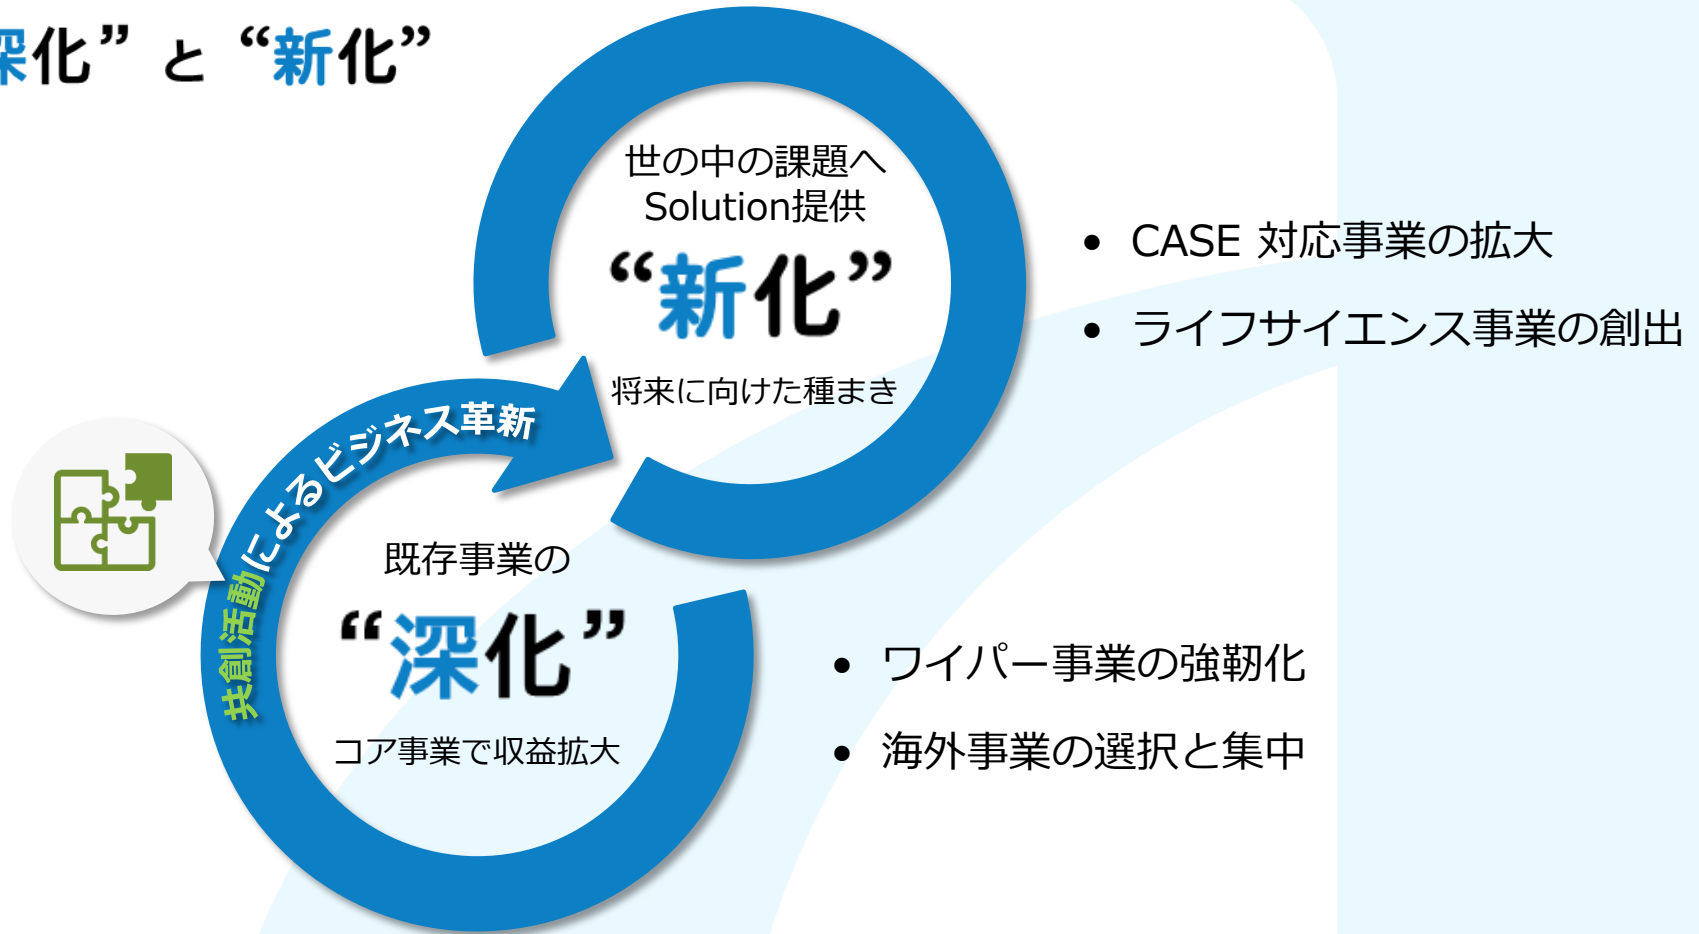 深化” と “新化”
世の中の課題へ
Solution提供
“新化”
将来に向けた種まき
• CASE 対応事業の拡大
• ライフサイエンス事業の創出
共創活動によるビジネス革新
既存事業の
“深化”
コア事業で収益拡大
• ワイパー事業の強靭化
• 海外事業の選択と集中